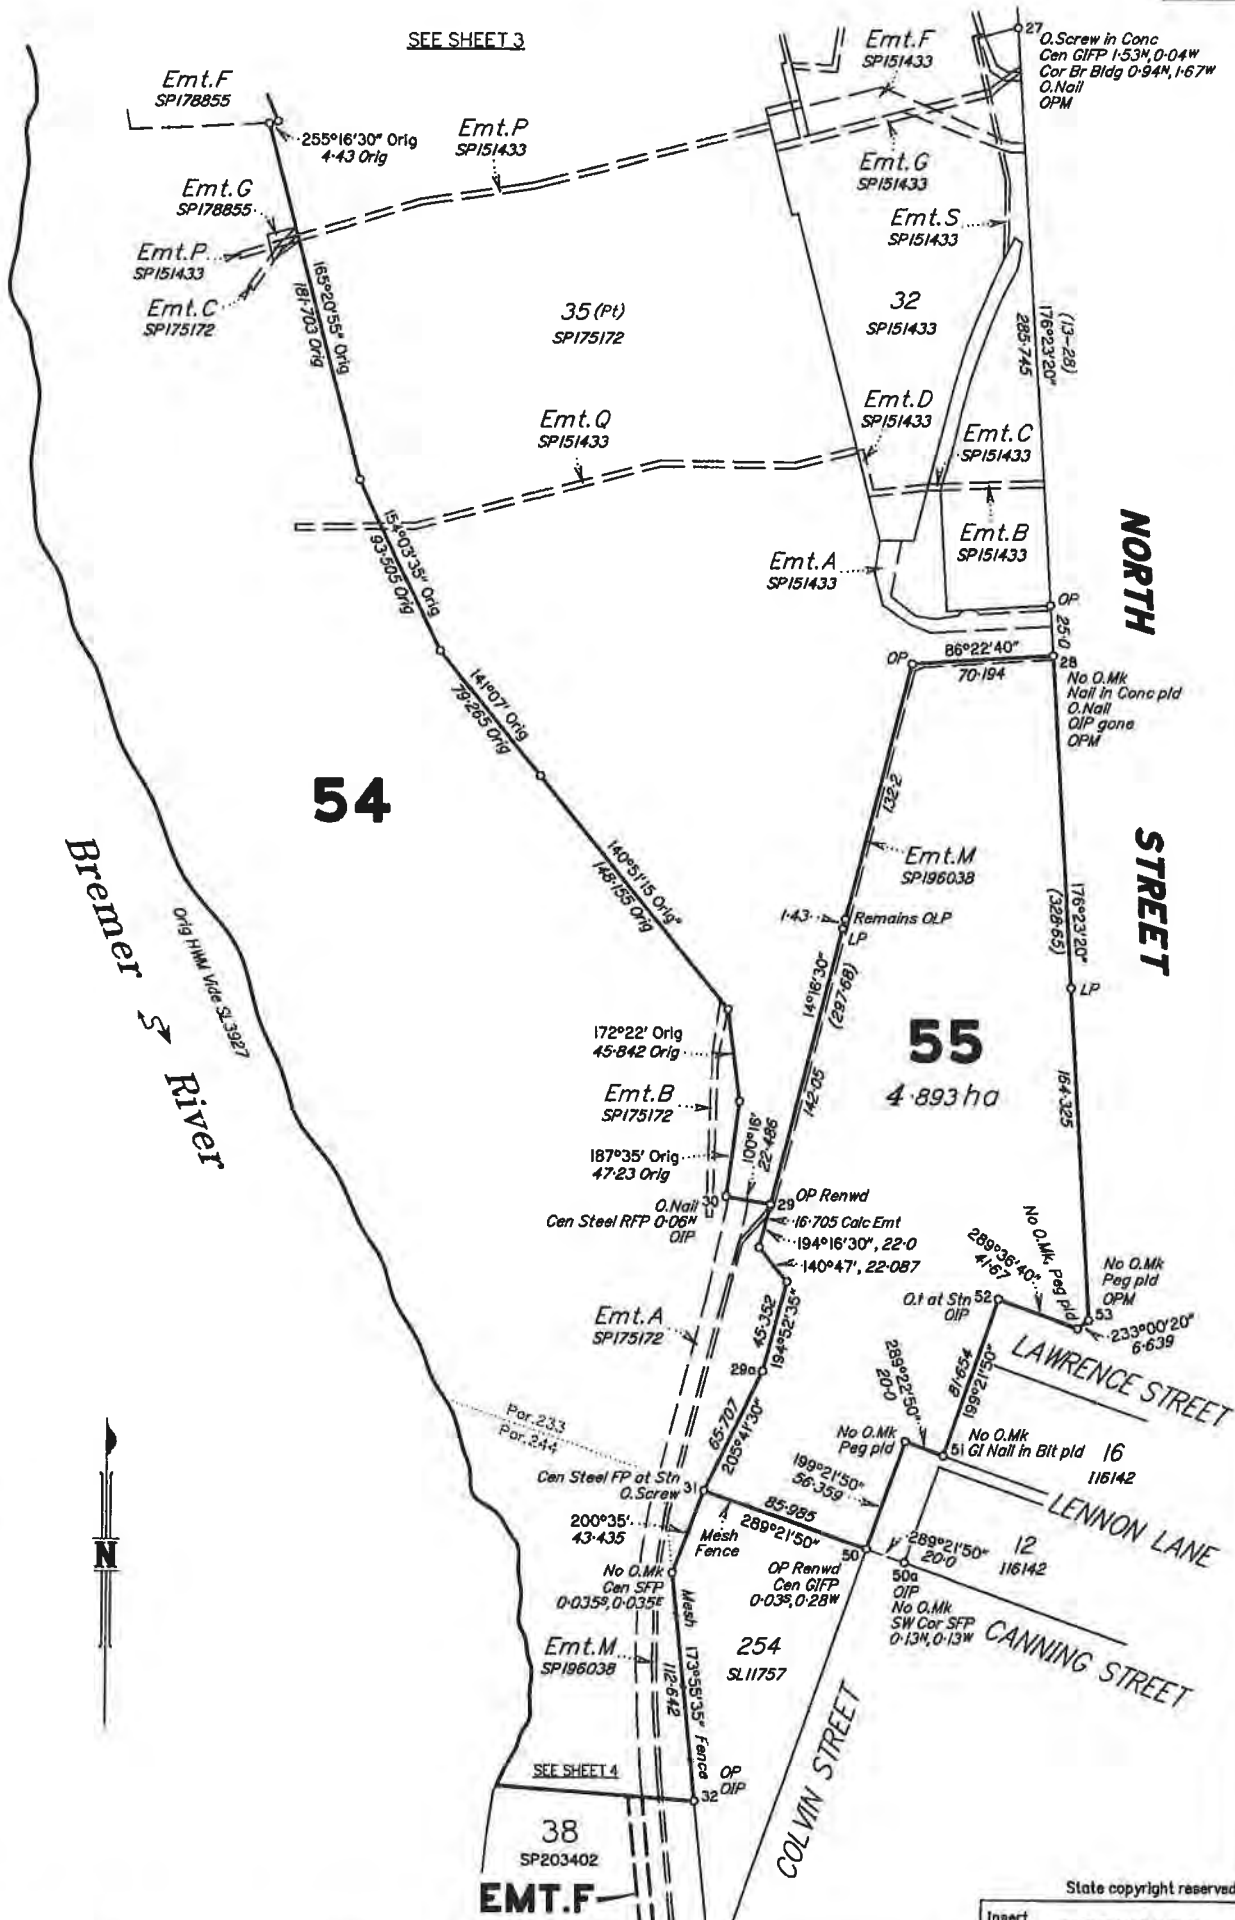 SEE SHEET 3
27
O.Screw in Conc
Cen GIFP 1·53N, 0·04W
Cor Br Bldg 0·94N, 1·67W
O.Nail
OPM
Emt.F
SP178855
255°16'30" Orig
4·43 Orig
Emt.P
SP151433
Emt.F
SP151433
Emt.G
SP151433
Emt.S
SP151433
Emt.G
SP178855
Emt.P
SP151433
Emt.C
SP175172
165°20'55" Orig
181·703 Orig
35 (Pt)
SP175172
32
SP151433
(13-28)
176°23'20"
285·745
Emt.D
SP151433
Emt.Q
SP151433
Emt.C
SP151433
Emt.B
SP151433
Emt.A
SP151433
154°03'35" Orig
93·505 Orig
NORTH
STREET
OP
25·0
28
No O.Mk
Nail in Conc pld
O.Nail
OIP gone
OPM
OP
86°22'40"
70·194
141°07' Orig
79·265 Orig
54
132·2
Emt.M
SP196038
140°51'15 Orig"
148·155 Orig
1·43
Remains OLP
LP
176°23'20"
(328·65)
LP
Bremer
River
Orig HWM Vide SL3927
14°16'30"
(297·68)
142·05
55
4·893 ha
164·325
172°22' Orig
45·842 Orig
Emt.B
SP175172
187°35' Orig
47·23 Orig
100°16'
22·486
O.Nail
30
Cen Steel RFP 0·06N
OIP
29
OP Renwd
16·705 Calc Emt
194°16'30", 22·0
140°47', 22·087
No O.Mk, Peg pld
289°36'40"
41·67
No O.Mk
Peg pld
OPM
53
O.† at Stn
OIP
52
233°00'20"
6·639
LAWRENCE STREET
Emt.A
SP175172
45·352
194°52'35"
29a
81·654
199°21'50"
289°22'50"
20·0
Por.233
Por.244
65·707
205°41'30"
No O.Mk
Peg pld
No O.Mk
51 GI Nail in Bit pld
16
116142
Cen Steel FP at Stn
O.Screw
31
199°21'50"
56·359
LENNON LANE
200°35'
43·435
Mesh
Fence
85·985
289°21'50"
50
289°21'50"
20·0
12
116142
No O.Mk
Cen SFP
0·035S, 0·035E
OP Renwd
Cen GIFP
0·03S, 0·28W
50a
OIP
No O.Mk
SW Cor SFP
0·13N, 0·13W
CANNING STREET
Emt.M
SP196038
Mesh
173°55'35" Fence
112·642
254
SL11757
COLVIN STREET
SEE SHEET 4
OP
OIP
32
38
SP203402
EMT.F
N
State copyright reserved
Insert